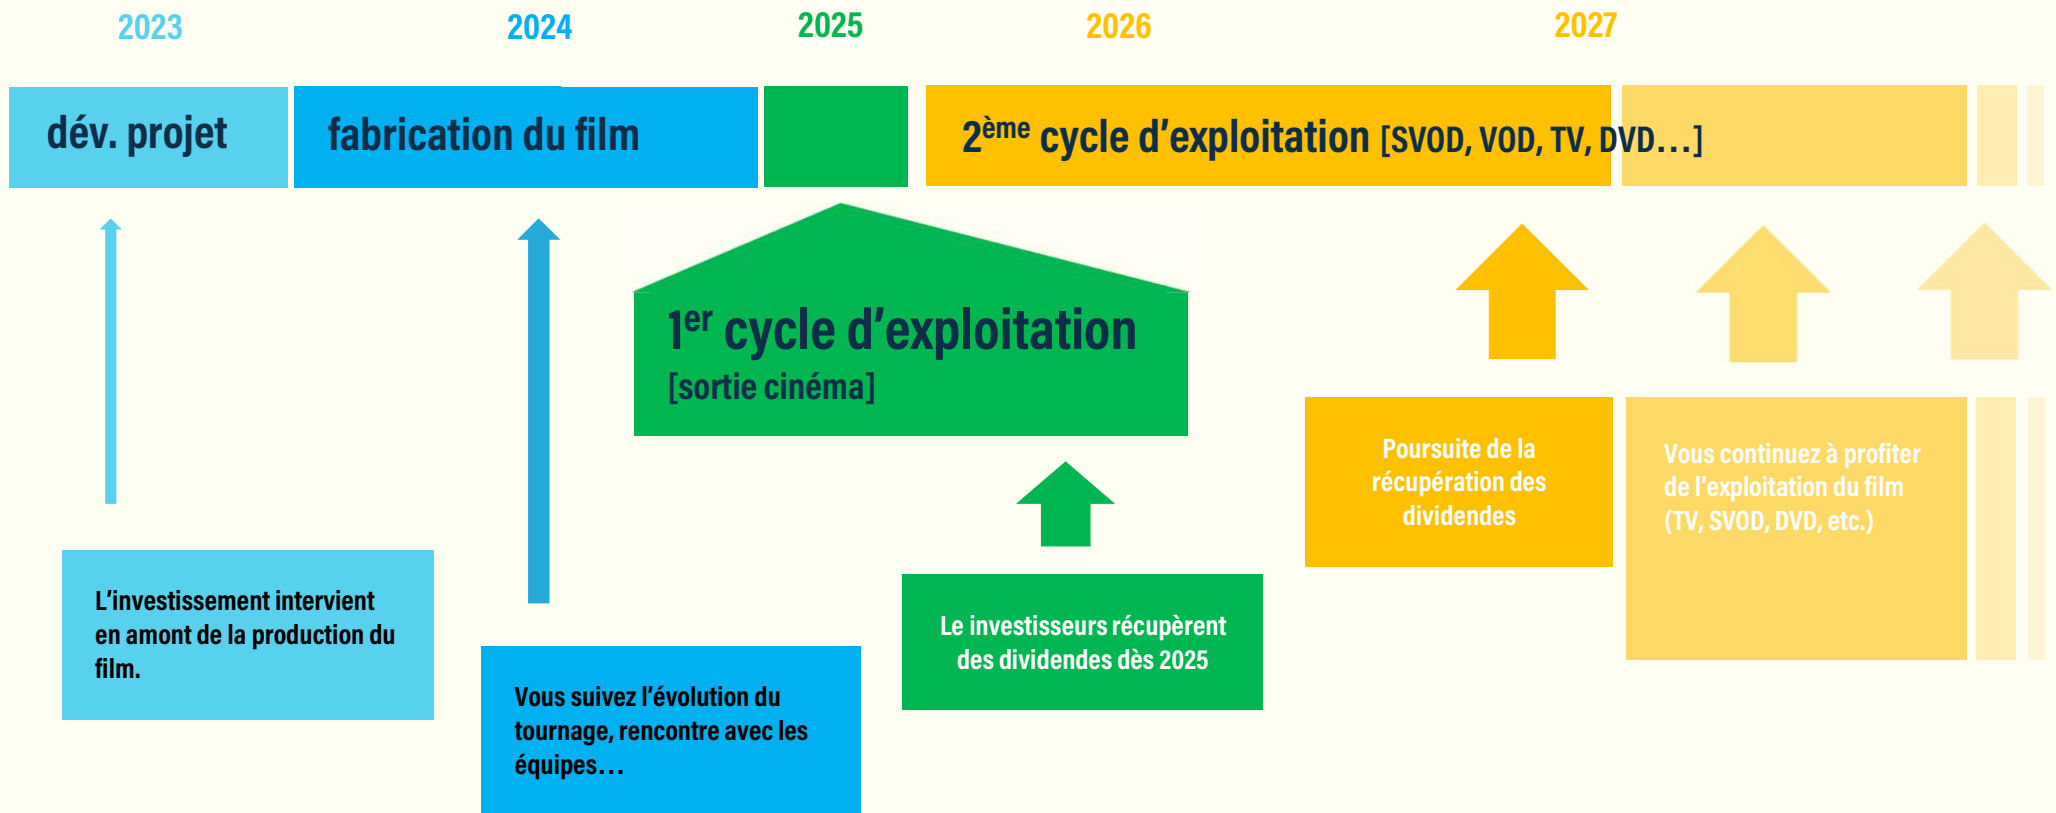 2023
2024
2025
2026
2027
dév. projet
fabrication du film
2ème cycle d’exploitation [SVOD, VOD, TV, DVD…]
1er cycle d’exploitation
[sortie cinéma]
Poursuite de la
récupération des
dividendes
Vous continuez à profiter
de l’exploitation du film
(TV, SVOD, DVD, etc.)
L’investissement intervient
en amont de la production du
film.
Le investisseurs récupèrent
des dividendes dès 2025
Vous suivez l’évolution du
tournage, rencontre avec les
équipes…